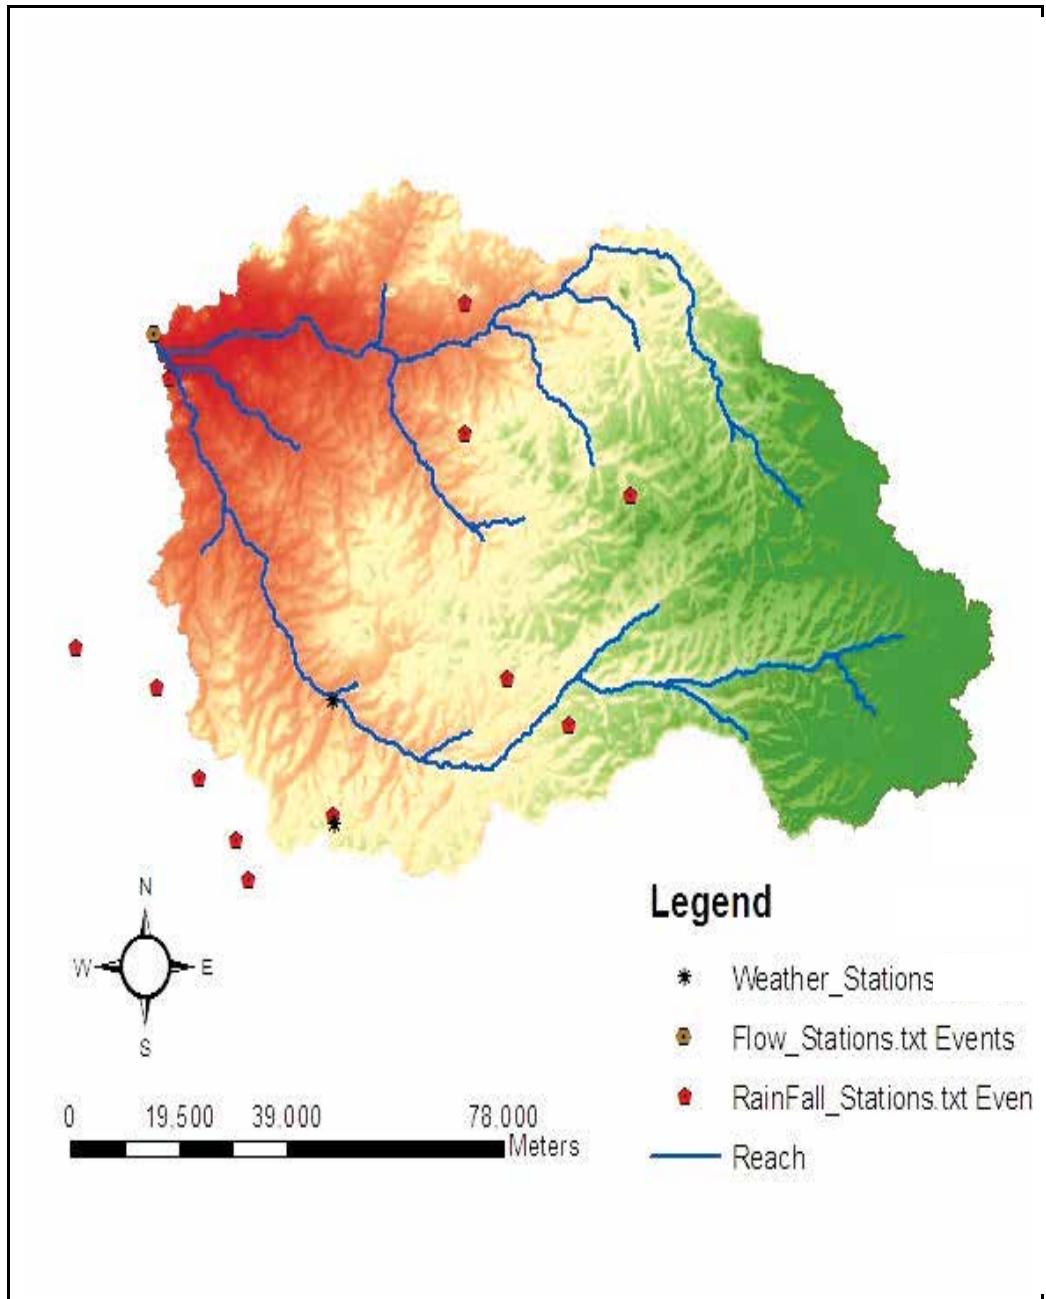 N
W E
S
0 19,500 39,000 78,000
Meters
Legend
Weather_Stations
Flow_Stations.txt Events
RainFall_Stations.txt Even
Reach